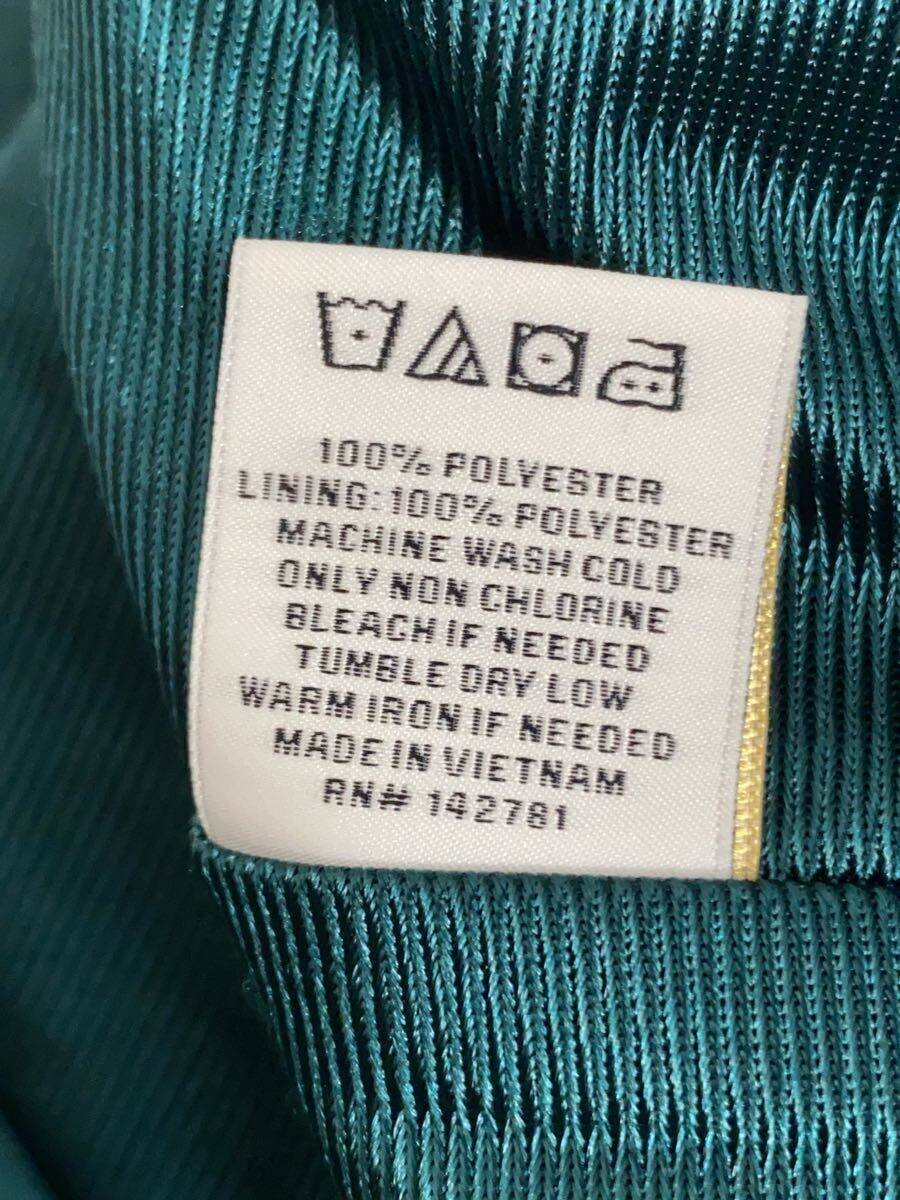 100% POLYESTER
LINING: 100% POLYESTER
MACHINE WASH COLD
ONLY NON CHLORINE
BLEACH IF NEEDED
TUMBLE DRY LOW
WARM IRON IF NEEDED
MADE IN VIETNAM
RN# 142781